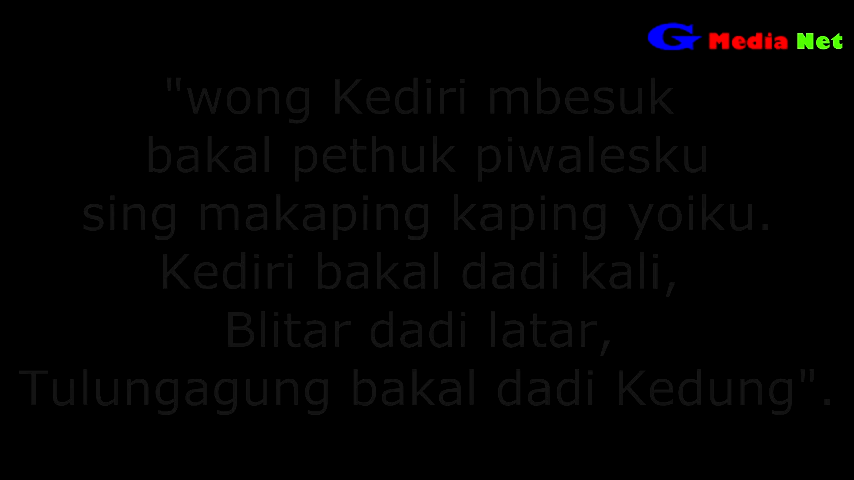 G Media Net
"wong Kediri mbesuk
bakal pethuk piwalesku
sing makaping kaping yoiku.
Kediri bakal dadi kali,
Blitar dadi latar,
Tulungagung bakal dadi Kedung".